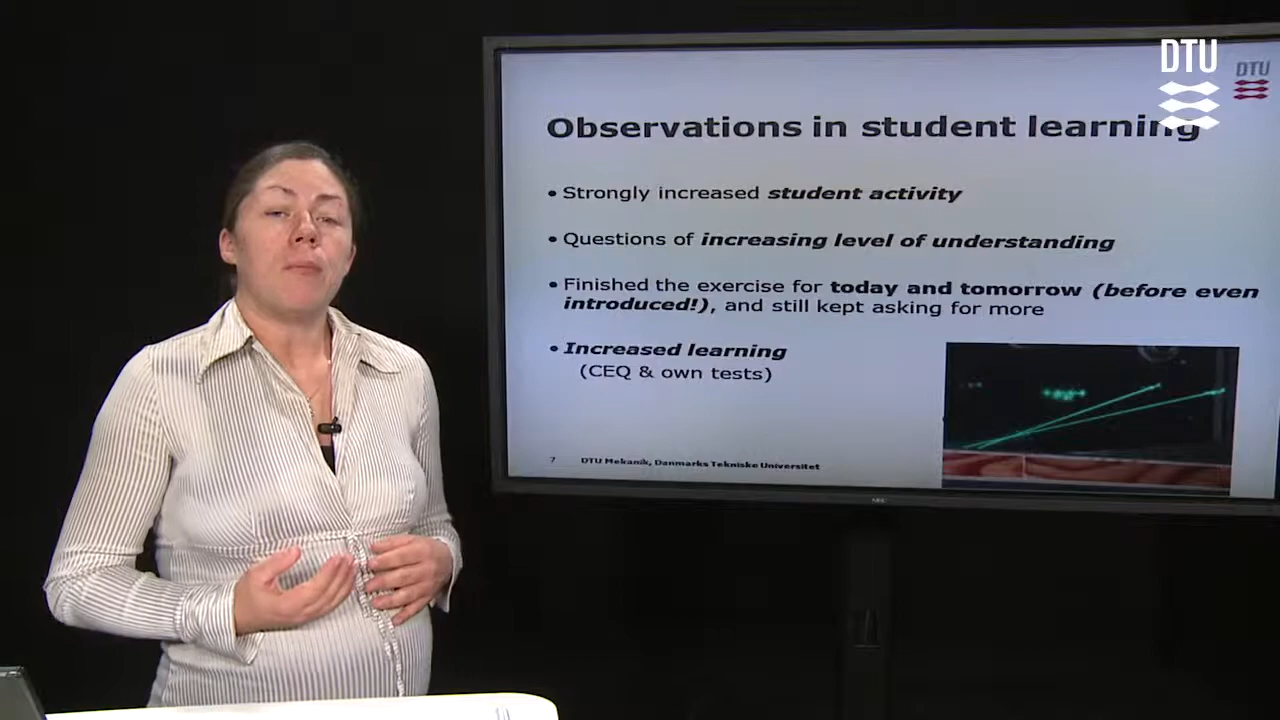 DTU
DTU
Observations in student learning
• Strongly increased student activity
• Questions of increasing level of understanding
• Finished the exercise for today and tomorrow (before even
introduced!), and still kept asking for more
• Increased learning
(CEQ & own tests)
7 DTU Mekanik, Danmarks Tekniske Universitet
NEC